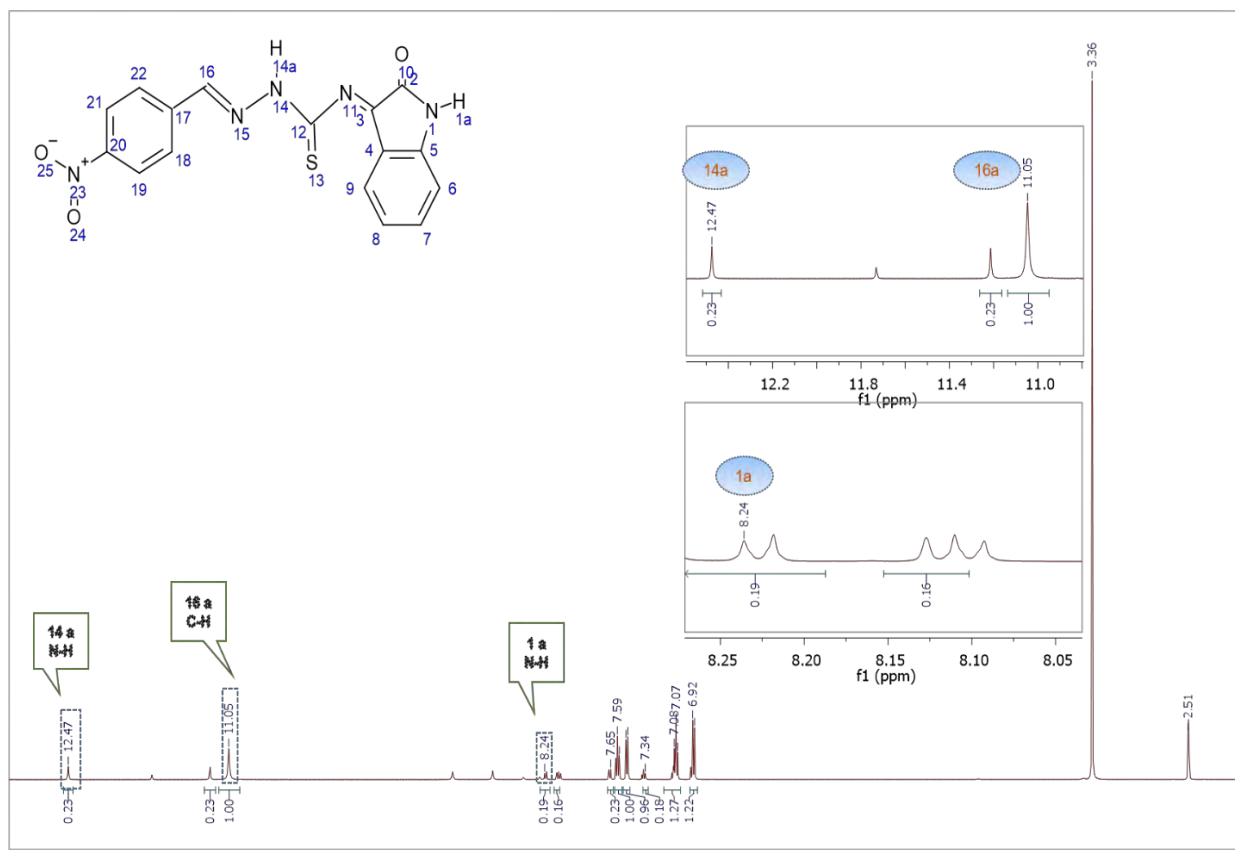 H
14a
O
10
2
22
16
N
11
N
H
1a
21
N
14
3
1
17
N
15
12
4
5
20
18
S
13
O⁻
25
N⁺
23
19
9
6
O
24
8
7
3.36
14a
16a
12.47
11.05
0.23
0.23
1.00
12.2
11.8
11.4
11.0
f1 (ppm)
1a
8.24
0.19
0.16
8.25
8.20
8.15
8.10
8.05
f1 (ppm)
14 a
N-H
16 a
C-H
1 a
N-H
12.47
11.05
8.24
7.65
7.59
7.34
7.08
7.07
6.92
2.51
0.23
0.23
1.00
0.19
0.16
0.23
1.00
0.96
0.18
1.27
1.22